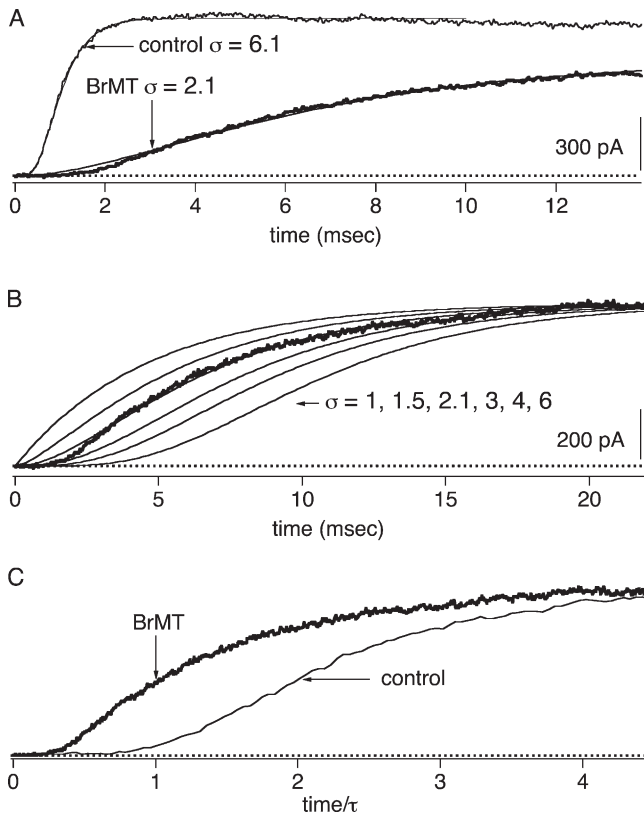 A
control σ = 6.1
BrMT σ = 2.1
300 pA
0 2 4 6 8 10 12
time (msec)
B
σ = 1, 1.5, 2.1, 3, 4, 6
200 pA
0 5 10 15 20
time (msec)
C
BrMT
control
0 1 2 3 4
time/τ